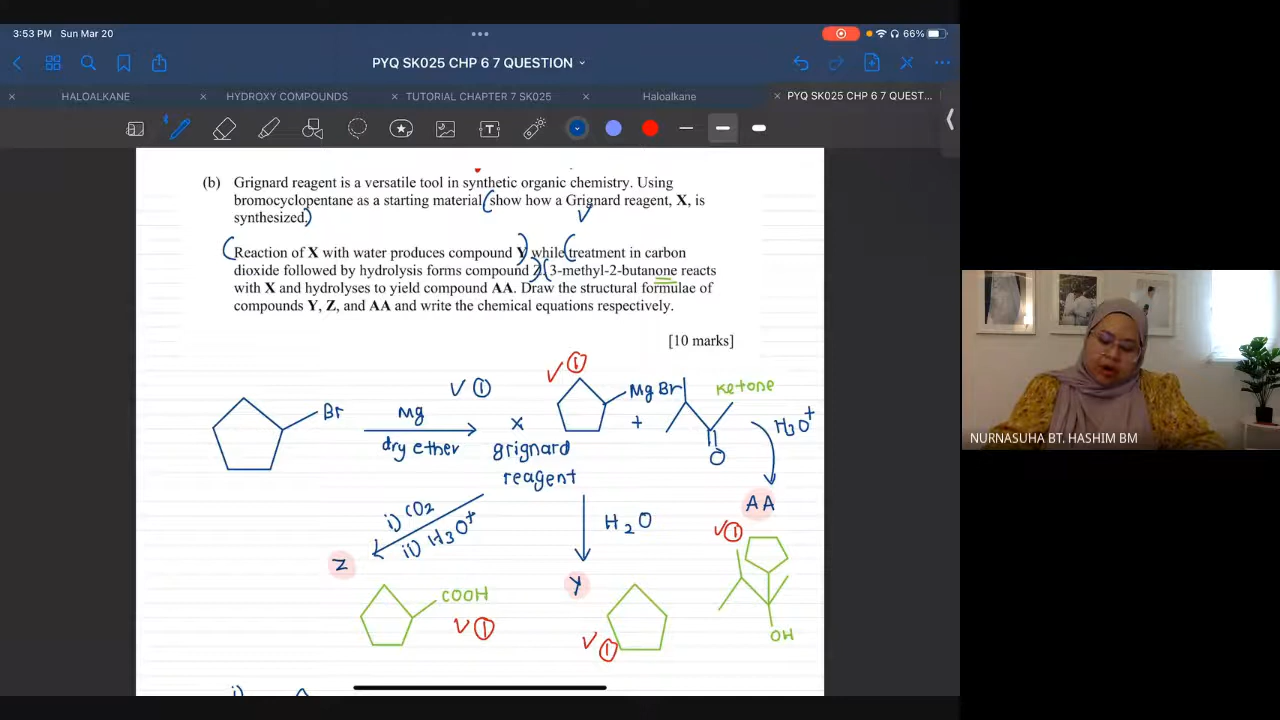 3:53 PM Sun Mar 20
66%
PYQ SK025 CHP 6 7 QUESTION
HALOALKANE
HYDROXY COMPOUNDS
TUTORIAL CHAPTER 7 SK025
Haloalkane
PYQ SK025 CHP 6 7 QUEST...
(b) Grignard reagent is a versatile tool in synthetic organic chemistry. Using
bromocyclopentane as a starting material, show how a Grignard reagent, X, is
synthesized.
Reaction of X with water produces compound Y while treatment in carbon
dioxide followed by hydrolysis forms compound Z. 3-methyl-2-butanone reacts
with X and hydrolyses to yield compound AA. Draw the structural formulae of
compounds Y, Z, and AA and write the chemical equations respectively.
[10 marks]
Br
Mg
dry ether
✓ ①
✓ ①
MgBr
x
grignard
reagent
+
Ketone
O
H3O+
AA
✓ ①
OH
i) CO2
ii) H3O+
Z
COOH
✓ ①
H2O
Y
✓ ①
i)
NURNASUHA BT. HASHIM BM